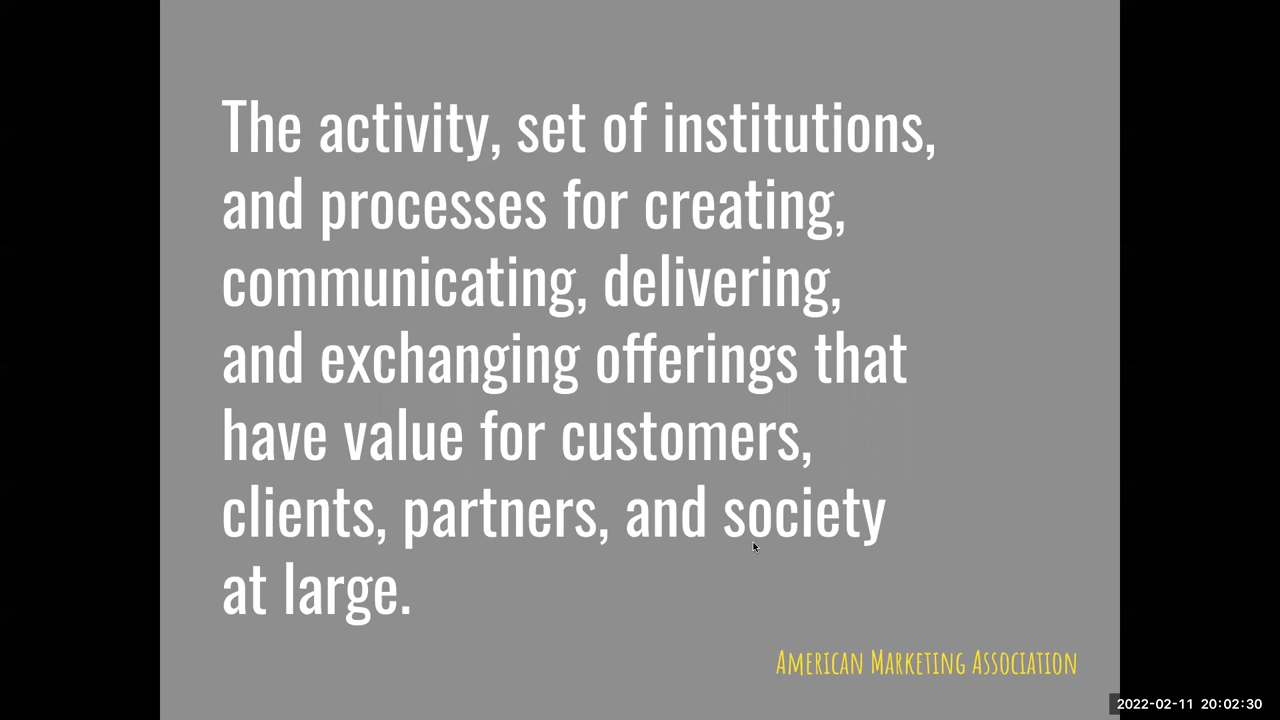 The activity, set of institutions,
and processes for creating,
communicating, delivering,
and exchanging offerings that
have value for customers,
clients, partners, and society
at large.
American Marketing Association
2022-02-11 20:02:30